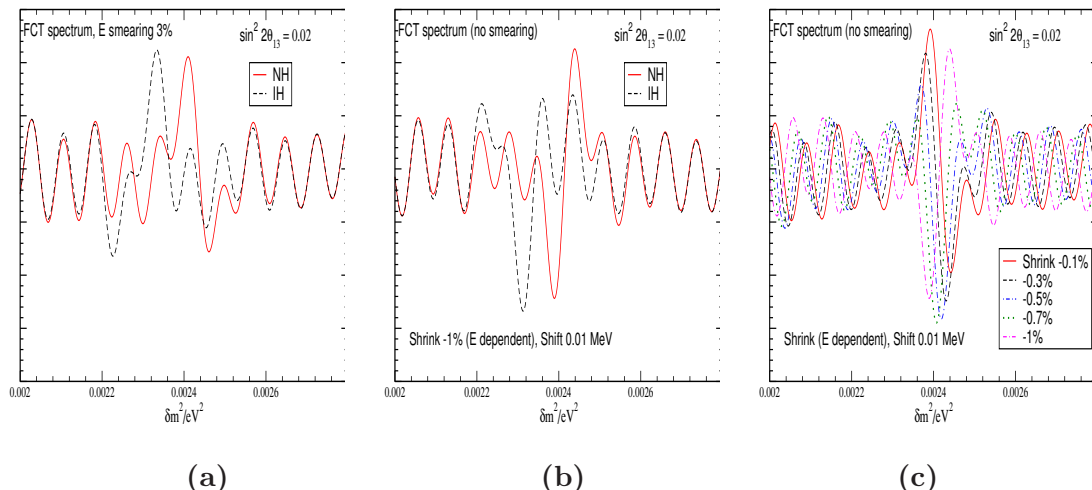 FCT spectrum, E smearing 3%
sin² 2θ₁₃ = 0.02
NH
IH
0.002
0.0022
0.0024
0.0026
δm²/eV²
(a)
FCT spectrum (no smearing)
sin² 2θ₁₃ = 0.02
NH
IH
Shrink -1% (E dependent), Shift 0.01 MeV
0.002
0.0022
0.0024
0.0026
δm²/eV²
(b)
FCT spectrum (no smearing)
sin² 2θ₁₃ = 0.02
Shrink -0.1%
-0.3%
-0.5%
-0.7%
-1%
Shrink (E dependent), Shift 0.01 MeV
0.002
0.0022
0.0024
0.0026
δm²/eV²
(c)